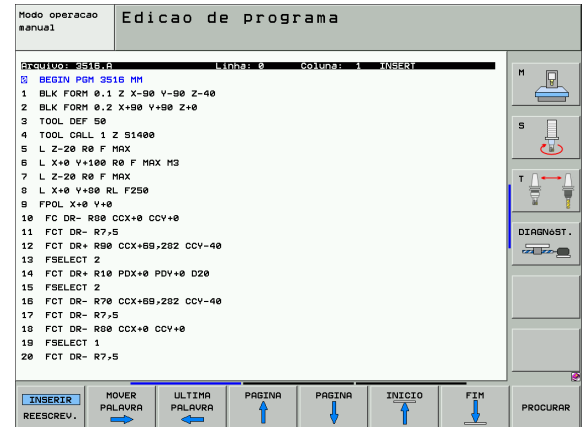 Modo operacao
manual
Edicao de programa
Arquivo: 3516.A Linha: 0 Coluna: 1 INSERT
0 BEGIN PGM 3516 MM
1 BLK FORM 0.1 Z X-90 Y-90 Z-40
2 BLK FORM 0.2 X+90 Y+90 Z+0
3 TOOL DEF 50
4 TOOL CALL 1 Z S1400
5 L Z-20 R0 F MAX
6 L X+0 Y+100 R0 F MAX M3
7 L Z-20 R0 F MAX
8 L X+0 Y+80 RL F250
9 FPOL X+0 Y+0
10 FC DR- R80 CCX+0 CCY+0
11 FCT DR- R7,5
12 FCT DR+ R90 CCX+69,282 CCY-40
13 FSELECT 2
14 FCT DR+ R10 PDX+0 PDY+0 D20
15 FSELECT 2
16 FCT DR- R70 CCX+69,282 CCY-40
17 FCT DR- R7,5
18 FCT DR- R80 CCX+0 CCY+0
19 FSELECT 1
20 FCT DR- R7,5
M
S
T
DIAGNóST.
INSERIR
REESCREV.
MOVER
PALAVRA
ULTIMA
PALAVRA
PAGINA
PAGINA
INICIO
FIM
PROCURAR